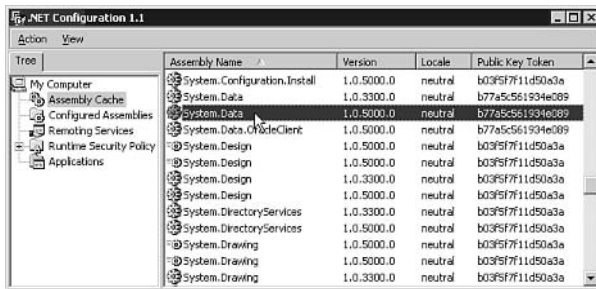 .NET Configuration 1.1
Action View
Tree
My Computer
Assembly Cache
Configured Assemblies
Remoting Services
Runtime Security Policy
Applications
Assembly Name Version Locale Public Key Token
System.Configuration.Install 1.0.5000.0 neutral b03f5f7f11d50a3a
System.Data 1.0.3300.0 neutral b77a5c561934e089
System.Data 1.0.5000.0 neutral b77a5c561934e089
System.Data.OracleClient 1.0.5000.0 neutral b77a5c561934e089
System.Design 1.0.5000.0 neutral b03f5f7f11d50a3a
System.Design 1.0.5000.0 neutral b03f5f7f11d50a3a
System.Design 1.0.3300.0 neutral b03f5f7f11d50a3a
System.Design 1.0.5000.0 neutral b03f5f7f11d50a3a
System.DirectoryServices 1.0.3300.0 neutral b03f5f7f11d50a3a
System.DirectoryServices 1.0.5000.0 neutral b03f5f7f11d50a3a
System.Drawing 1.0.5000.0 neutral b03f5f7f11d50a3a
System.Drawing 1.0.5000.0 neutral b03f5f7f11d50a3a
System.Drawing 1.0.3300.0 neutral b03f5f7f11d50a3a